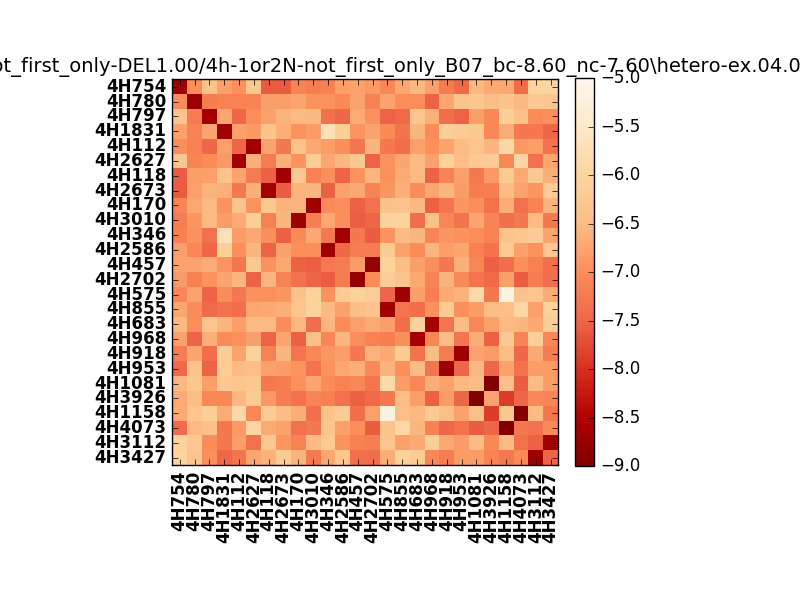 ot_first_only-DEL1.00/4h-1or2N-not_first_only_B07_bc-8.60_nc-7.60\hetero-ex.04.0
4H754
4H780
4H797
4H1831
4H112
4H2627
4H118
4H2673
4H170
4H3010
4H346
4H2586
4H457
4H2702
4H575
4H855
4H683
4H968
4H918
4H953
4H1081
4H3926
4H1158
4H4073
4H3112
4H3427
4H754
4H780
4H797
4H1831
4H112
4H2627
4H118
4H2673
4H170
4H3010
4H346
4H2586
4H457
4H2702
4H575
4H855
4H683
4H968
4H918
4H953
4H1081
4H3926
4H1158
4H4073
4H3112
4H3427
−5.0
−5.5
−6.0
−6.5
−7.0
−7.5
−8.0
−8.5
−9.0